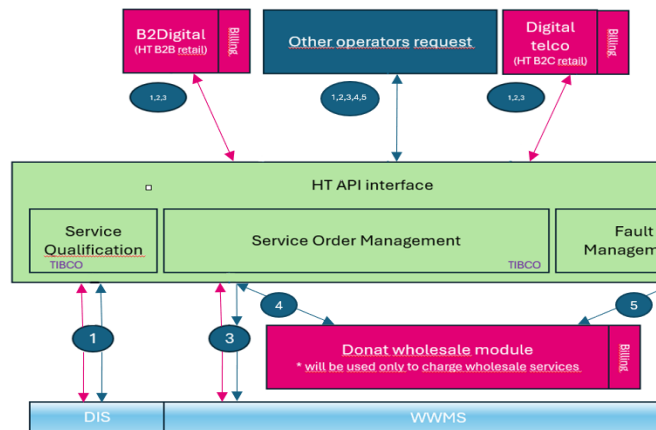 B2Digital
(HT B2B retail)
Billing
Other operators request
Digital
telco
(HT B2C retail)
Billing
1,2,3
1,2,3,4,5
1,2,3
HT API interface
Service
Qualification
TIBCO
Service Order Management
TIBCO
Fault
Management
1
3
4
5
Donat wholesale module
* will be used only to charge wholesale services
Billing
DIS
WWMS